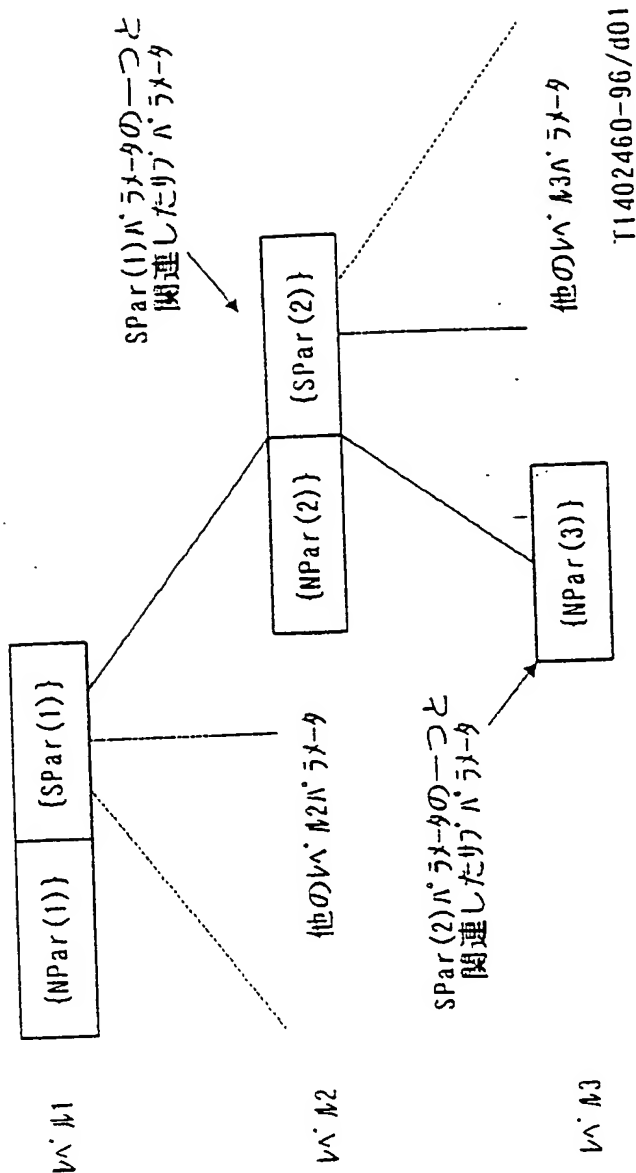 レベル1
{NPar(1)}
{SPar(1)}
SPar(1)パラメータの一つと
関連したサブパラメータ
レベル2
他のレベル2パラメータ
{NPar(2)}
{SPar(2)}
SPar(2)パラメータの一つと
関連したサブパラメータ
レベル3
{NPar(3)}
他のレベル3パラメータ
T1402460-96/d01